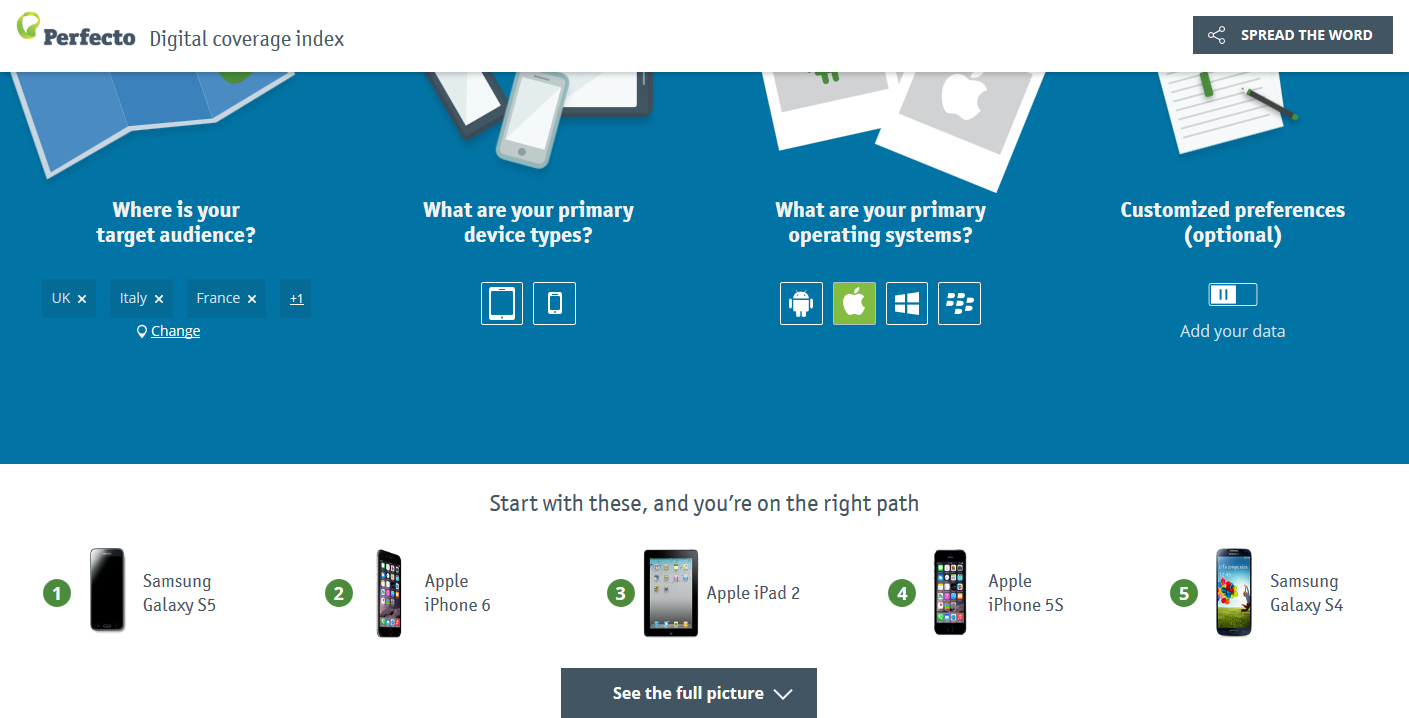 Perfecto Digital coverage index
SPREAD THE WORD
Where is your
target audience?
UK × Italy × France × +1
Change
What are your primary
device types?
What are your primary
operating systems?
Customized preferences
(optional)
Add your data
Start with these, and you’re on the right path
1 Samsung
Galaxy S5
2 Apple
iPhone 6
3 Apple iPad 2
4 Apple
iPhone 5S
5 Samsung
Galaxy S4
See the full picture